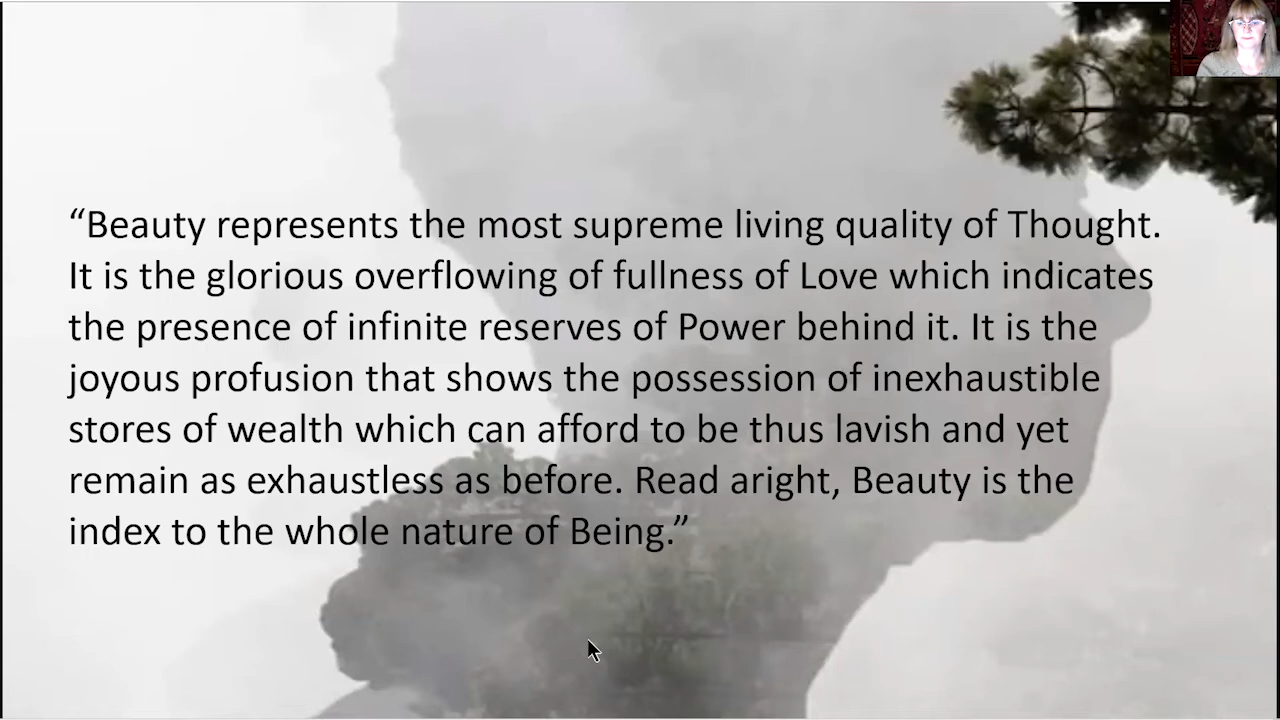 “Beauty represents the most supreme living quality of Thought.
It is the glorious overflowing of fullness of Love which indicates
the presence of infinite reserves of Power behind it. It is the
joyous profusion that shows the possession of inexhaustible
stores of wealth which can afford to be thus lavish and yet
remain as exhaustless as before. Read aright, Beauty is the
index to the whole nature of Being.”